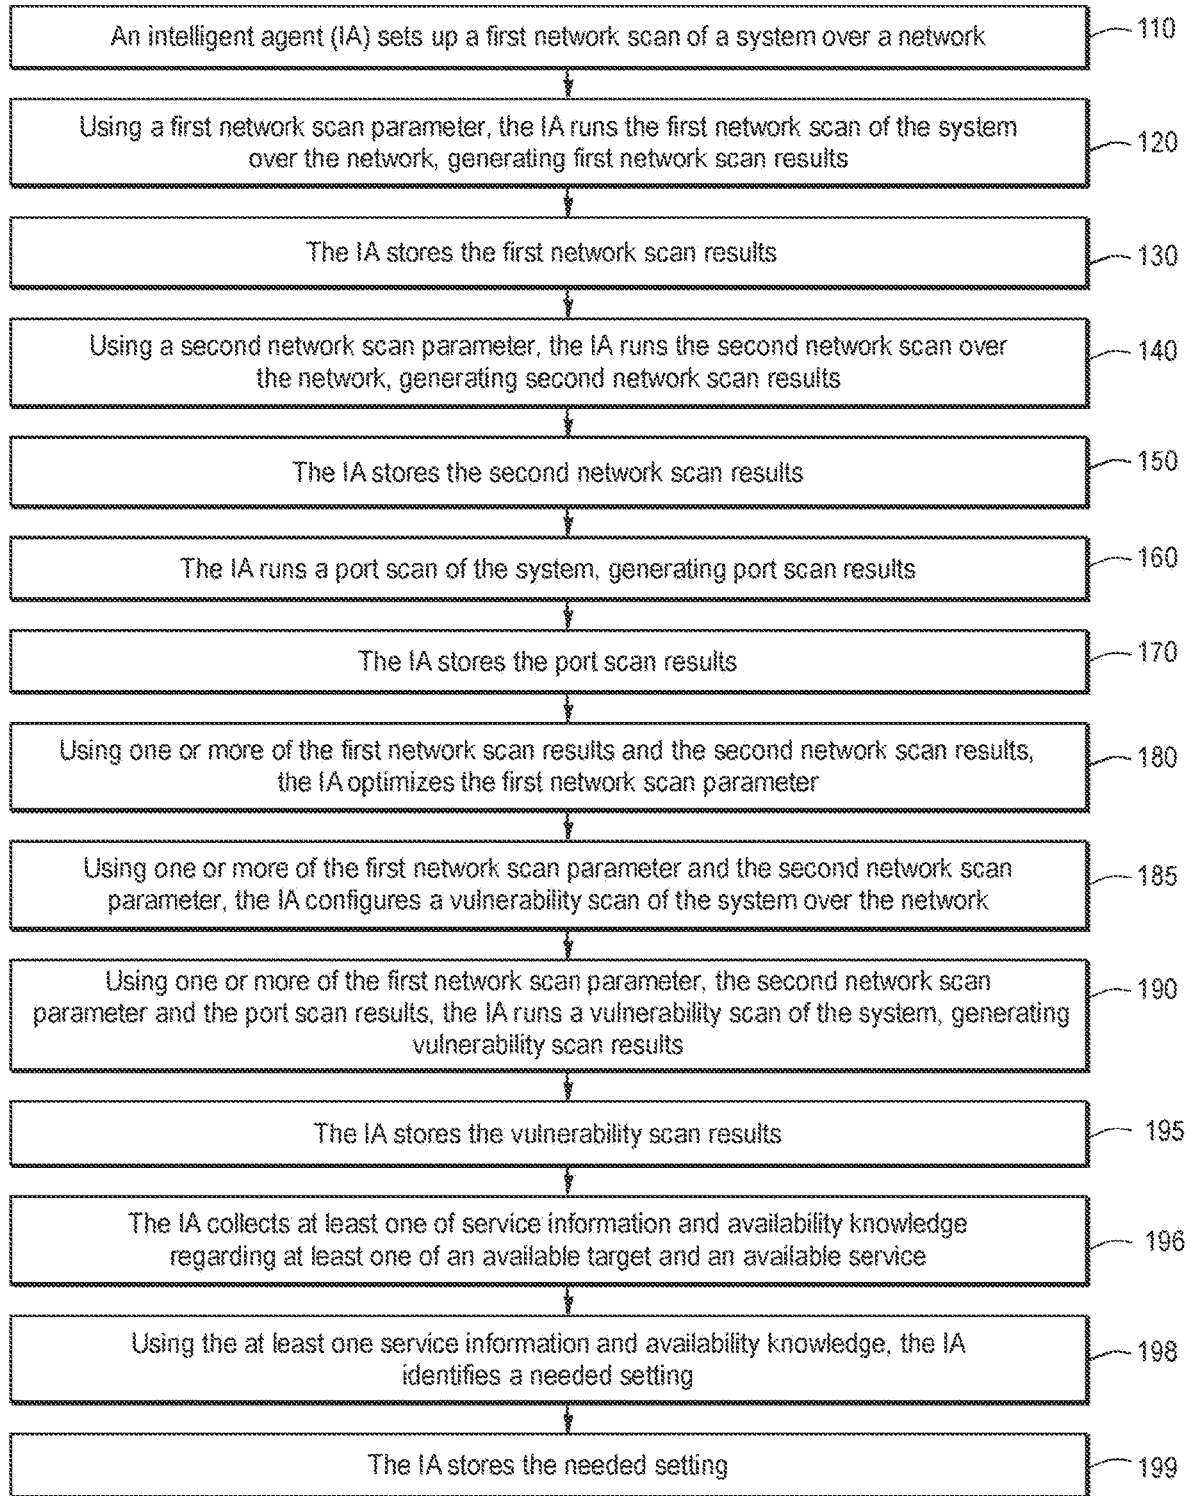 An intelligent agent (IA) sets up a first network scan of a system over a network
110
Using a first network scan parameter, the IA runs the first network scan of the system
over the network, generating first network scan results
120
The IA stores the first network scan results
130
Using a second network scan parameter, the IA runs the second network scan over
the network, generating second network scan results
140
The IA stores the second network scan results
150
The IA runs a port scan of the system, generating port scan results
160
The IA stores the port scan results
170
Using one or more of the first network scan results and the second network scan results,
the IA optimizes the first network scan parameter
180
Using one or more of the first network scan parameter and the second network scan
parameter, the IA configures a vulnerability scan of the system over the network
185
Using one or more of the first network scan parameter, the second network scan
parameter and the port scan results, the IA runs a vulnerability scan of the system, generating
vulnerability scan results
190
The IA stores the vulnerability scan results
195
The IA collects at least one of service information and availability knowledge
regarding at least one of an available target and an available service
196
Using the at least one service information and availability knowledge, the IA
identifies a needed setting
198
The IA stores the needed setting
199